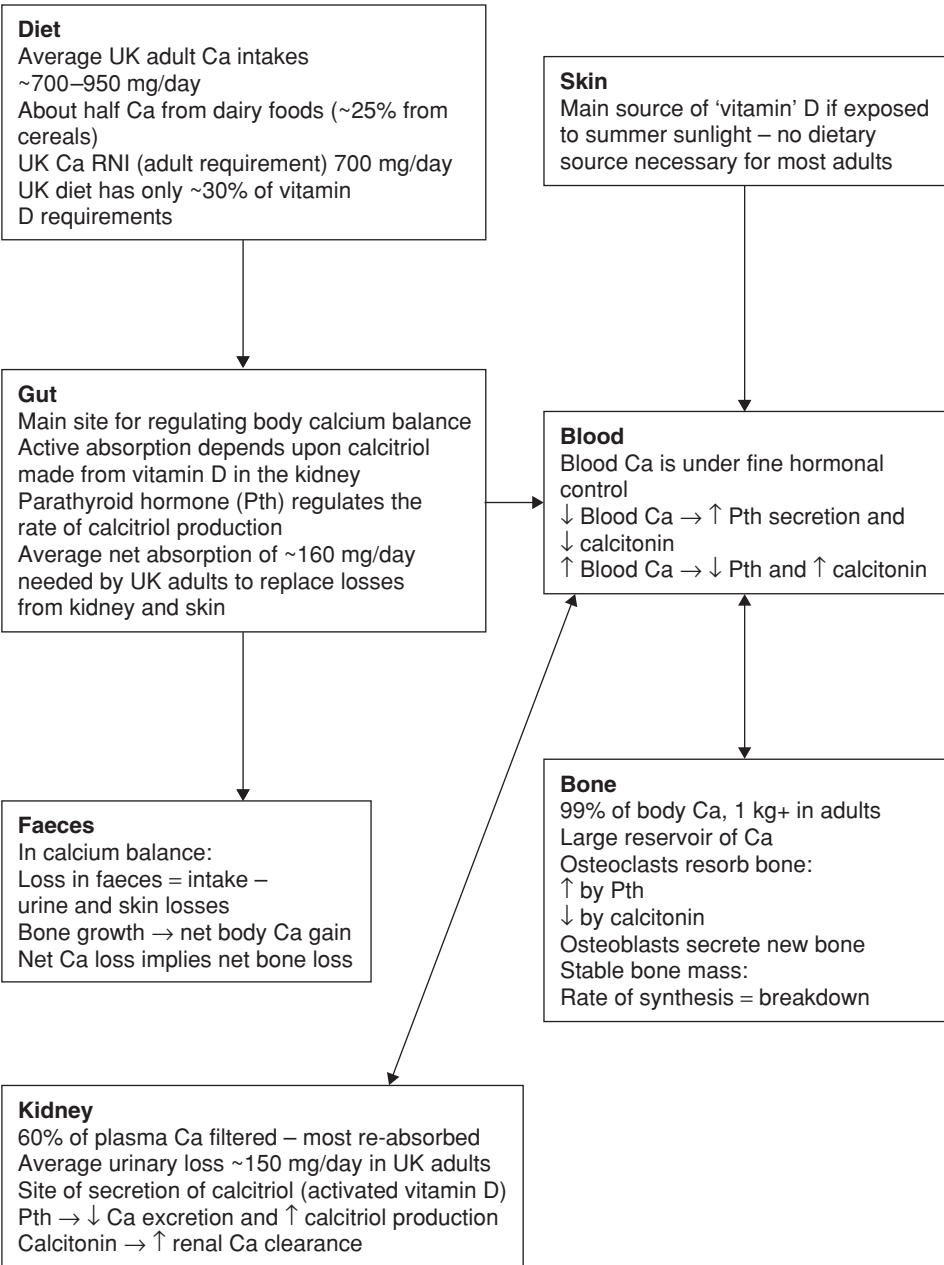 Diet
Average UK adult Ca intakes
~700–950 mg/day
About half Ca from dairy foods (~25% from
cereals)
UK Ca RNI (adult requirement) 700 mg/day
UK diet has only ~30% of vitamin
D requirements
Skin
Main source of ‘vitamin’ D if exposed
to summer sunlight – no dietary
source necessary for most adults
Gut
Main site for regulating body calcium balance
Active absorption depends upon calcitriol
made from vitamin D in the kidney
Parathyroid hormone (Pth) regulates the
rate of calcitriol production
Average net absorption of ~160 mg/day
needed by UK adults to replace losses
from kidney and skin
Blood
Blood Ca is under fine hormonal
control
↓ Blood Ca → ↑ Pth secretion and
↓ calcitonin
↑ Blood Ca → ↓ Pth and ↑ calcitonin
Faeces
In calcium balance:
Loss in faeces = intake –
urine and skin losses
Bone growth → net body Ca gain
Net Ca loss implies net bone loss
Bone
99% of body Ca, 1 kg+ in adults
Large reservoir of Ca
Osteoclasts resorb bone:
↑ by Pth
↓ by calcitonin
Osteoblasts secrete new bone
Stable bone mass:
Rate of synthesis = breakdown
Kidney
60% of plasma Ca filtered – most re-absorbed
Average urinary loss ~150 mg/day in UK adults
Site of secretion of calcitriol (activated vitamin D)
Pth → ↓ Ca excretion and ↑ calcitriol production
Calcitonin → ↑ renal Ca clearance